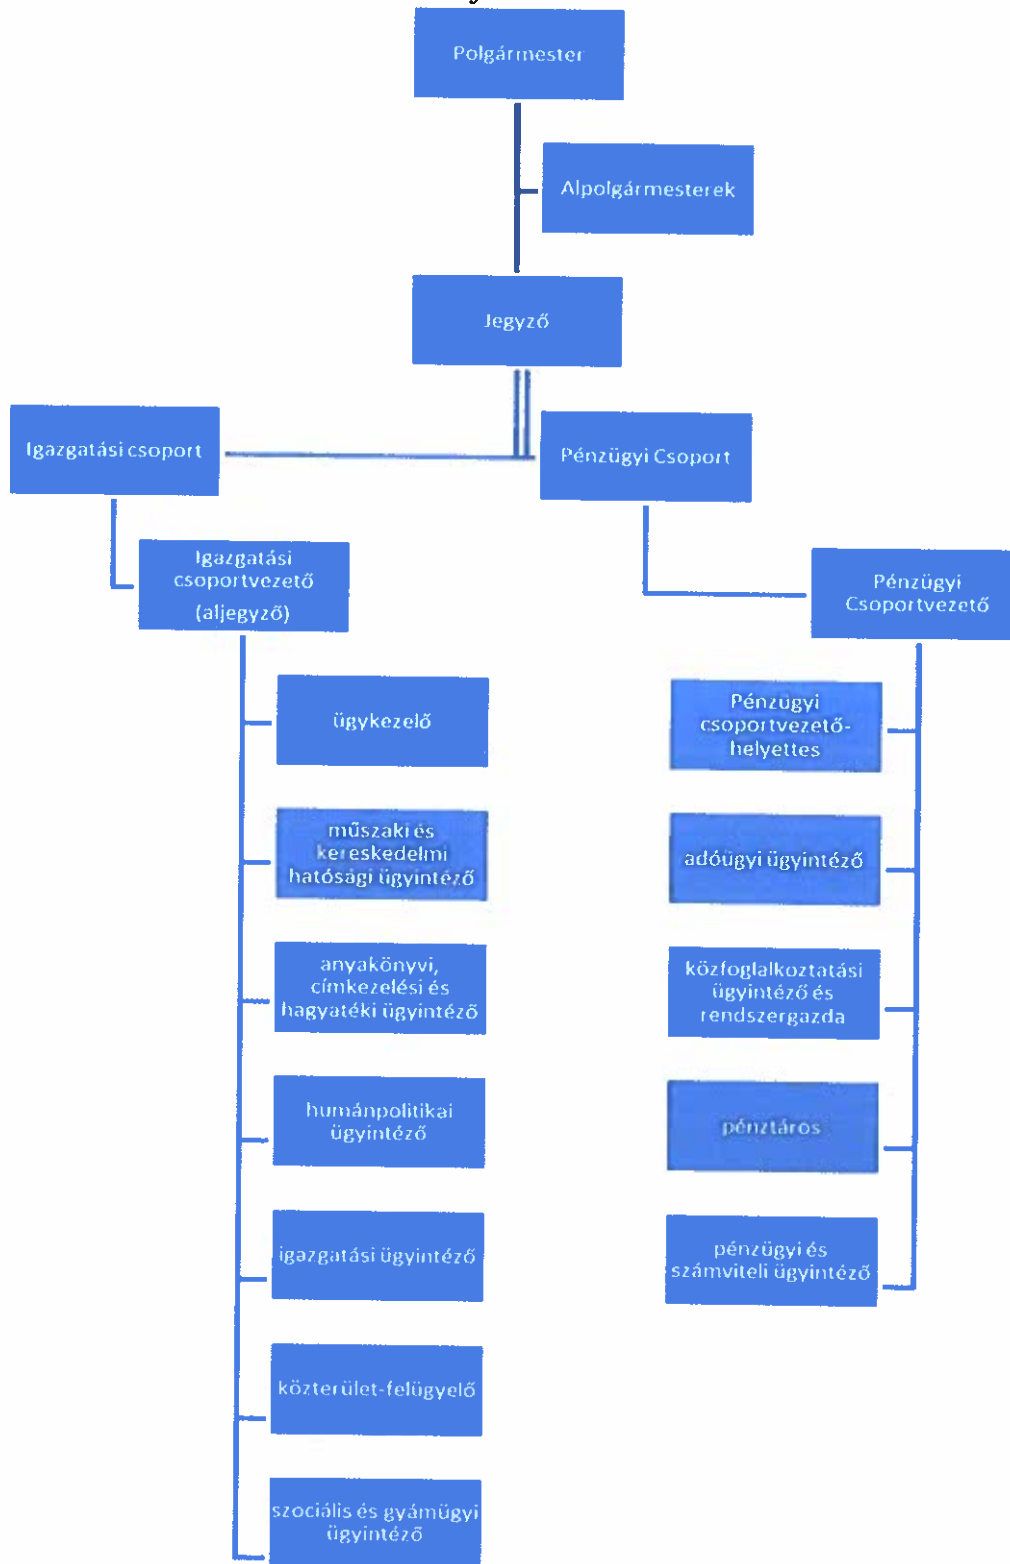 Polgármester
Alpolgármesterek
Jegyző
Igazgatási csoport
Pénzügyi Csoport
Igazgatási
csoportvezető
(aljegyző)
Pénzügyi
Csoportvezető
ügykezelő
műszaki és
kereskedelmi
hatósági ügyintéző
anyakönyvi,
címkezelési és
hagyatéki ügyintéző
humánpolitikai
ügyintéző
igazgatási ügyintéző
közterület-felügyelő
szociális és gyámügyi
ügyintéző
Pénzügyi
csoportvezető-
helyettes
adóügyi ügyintéző
közfoglalkoztatási
ügyintéző és
rendszergazda
pénztáros
pénzügyi és
számviteli ügyintéző